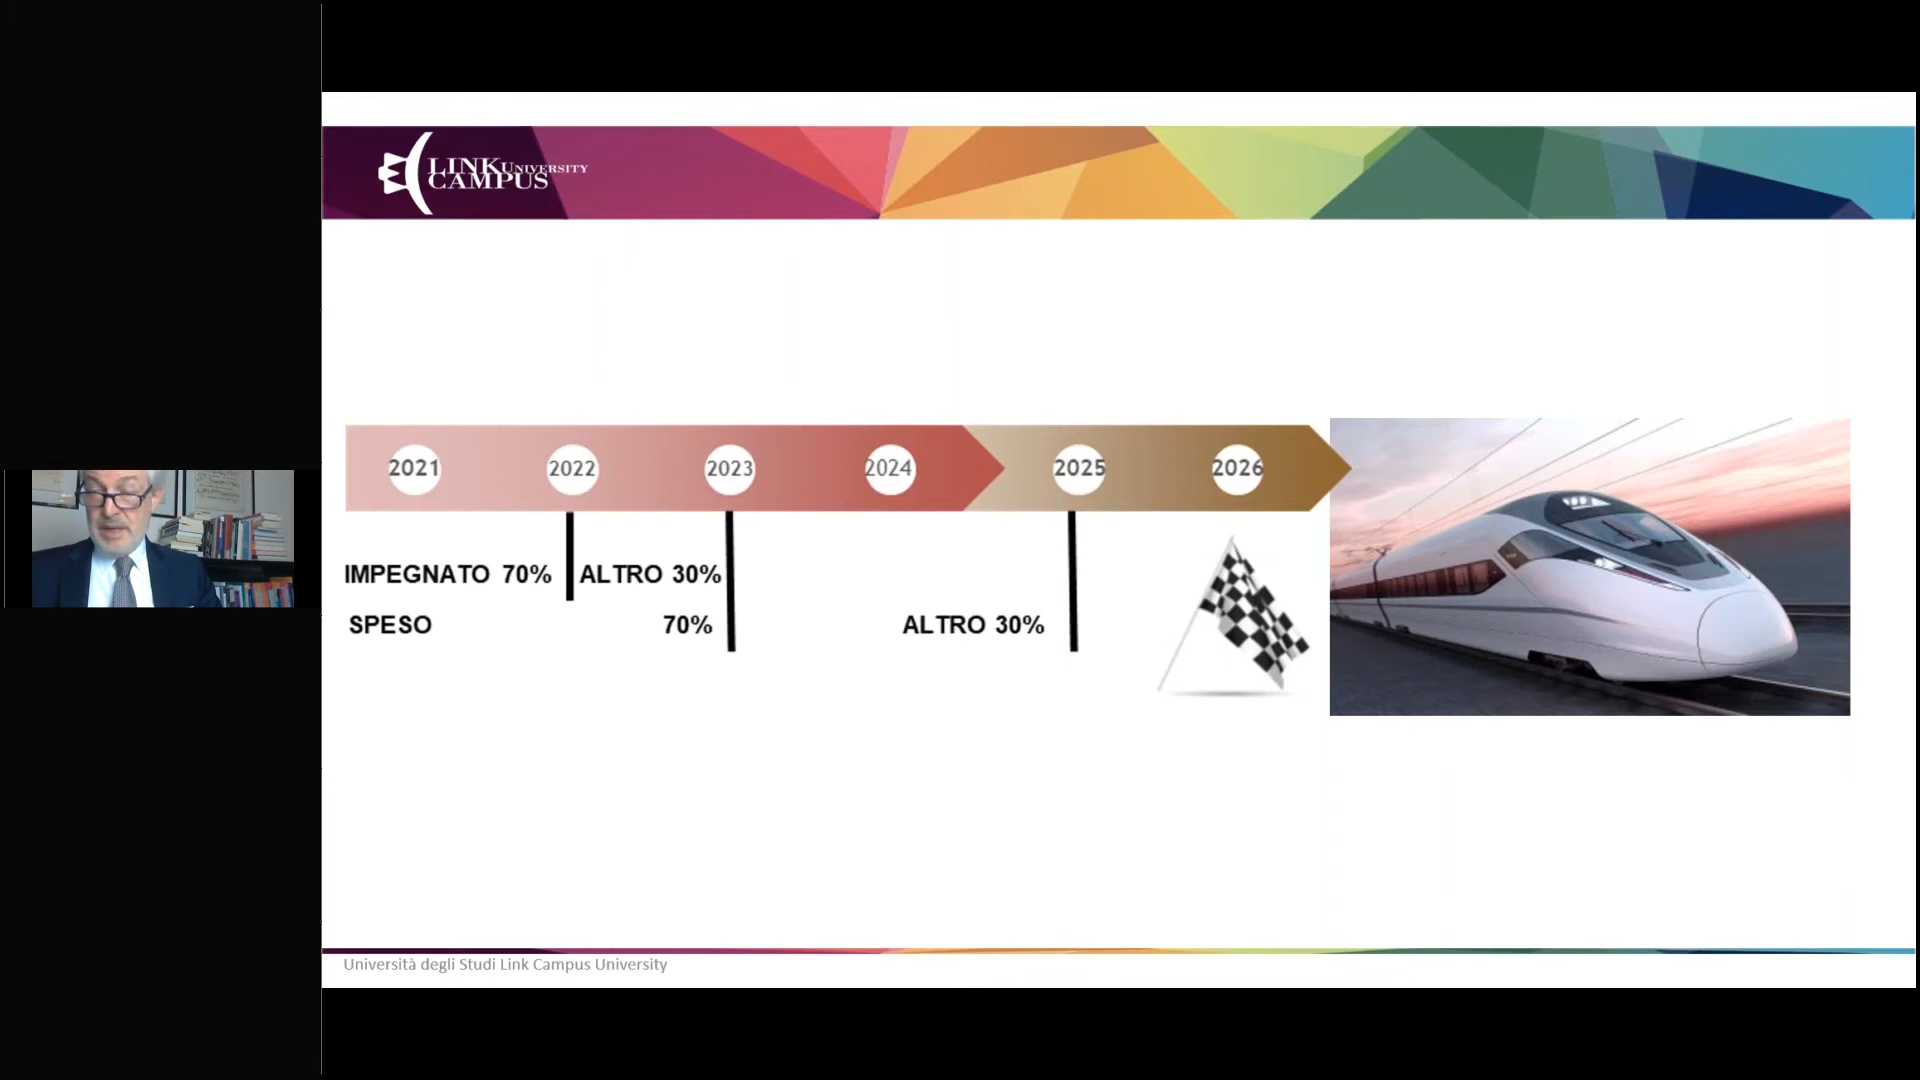 LINK UNIVERSITY
CAMPUS
2021 2022 2023 2024 2025 2026
IMPEGNATO 70% ALTRO 30%
SPESO 70% ALTRO 30%
Università degli Studi Link Campus University